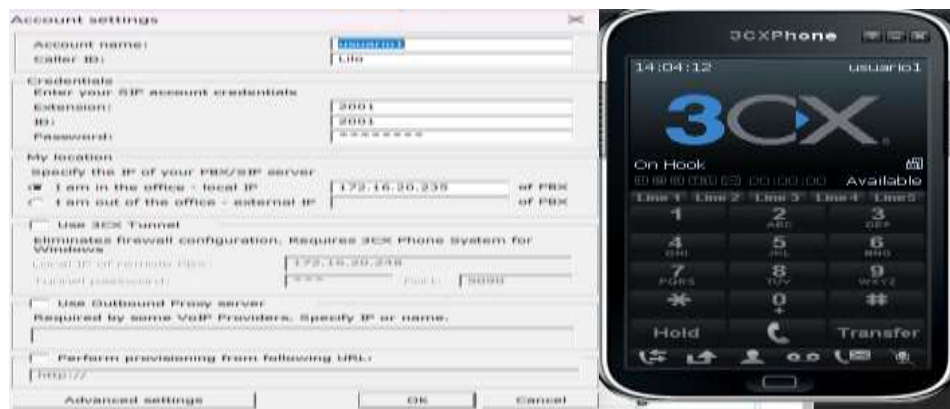 Account settings
Account name: usuario1
Caller ID: Lilo
Credentials
Enter your SIP account credentials
Extension: 2001
ID: 2001
Password: ********
My location
Specify the IP of your PBX/SIP server
I am in the office - local IP 172.16.20.235 of PBX
I am out of the office - external IP of PBX
Use 3CX Tunnel
Eliminates firewall configuration. Requires 3CX Phone System for
Windows
Local IP of remote PBX: 172.16.20.248
Tunnel password: *** Port: 5090
Use Outbound Proxy server
Required by some VoIP Providers. Specify IP or name.
Perform provisioning from following URL:
http://
Advanced settings OK Cancel
3CXPhone
14:04:12 usuario1
3CX
On Hook
00:00:00 Available
Line 1 Line 2 Line 3 Line 4 Line 5
1 2 3
ABC DEF
4 5 6
GHI JKL MNO
7 8 9
PQRS TUV WXYZ
* 0 #
+
Hold Transfer